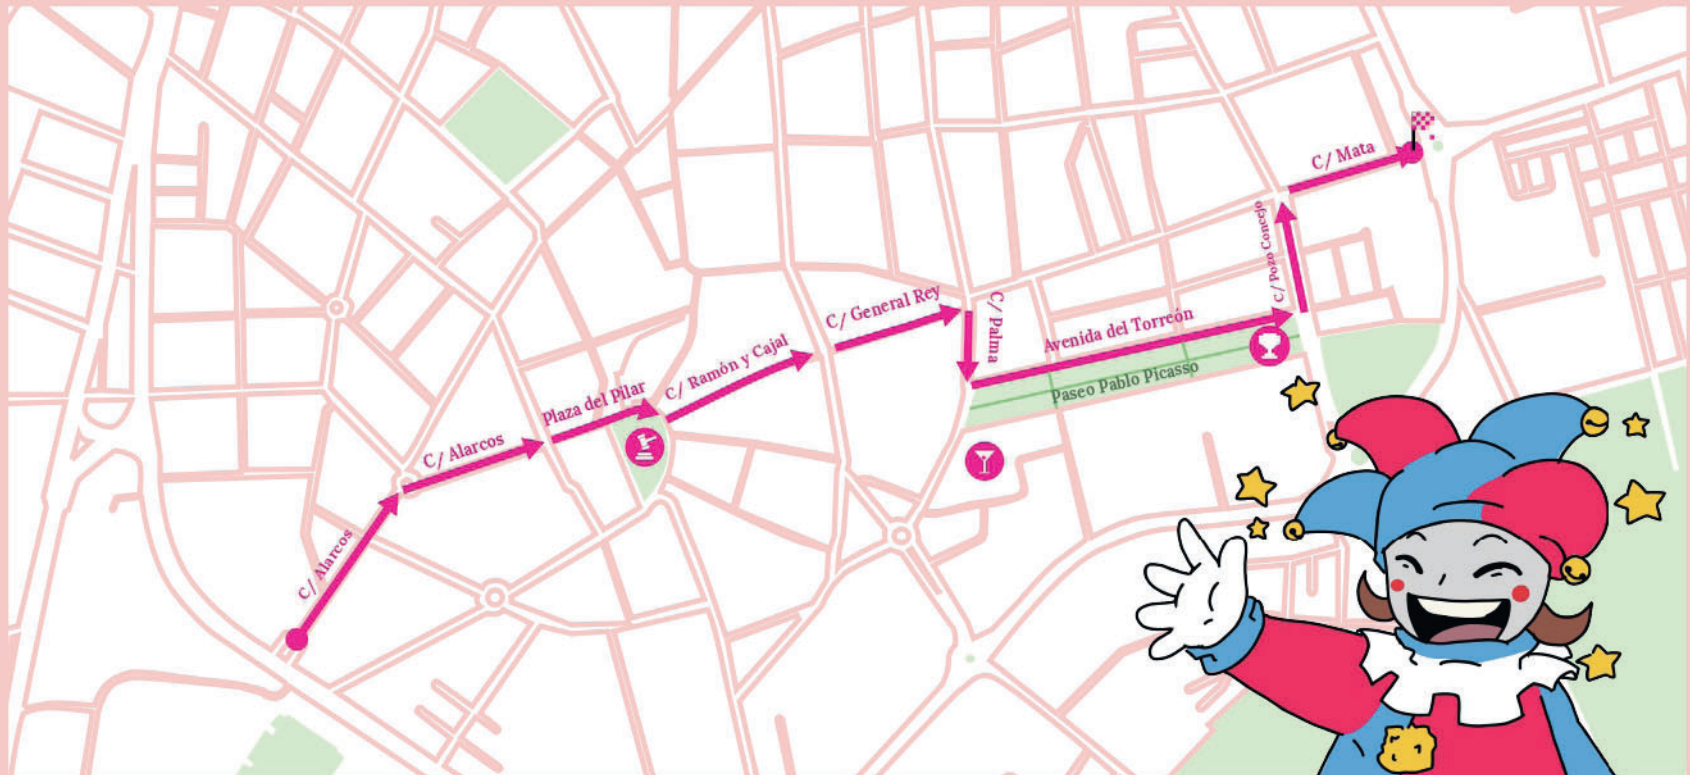 C/ Alarcos
C/ Alarcos
Plaza del Pilar
C/ Ramón y Cajal
C/ General Rey
C/ Palma
Avenida del Torreón
Paseo Pablo Picasso
C/ Pozo Concejo
C/ Mata